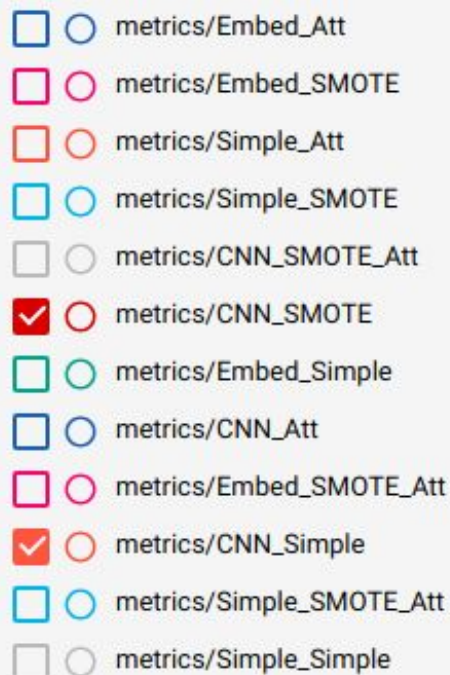 metrics/Embed_Att
metrics/Embed_SMOTE
metrics/Simple_Att
metrics/Simple_SMOTE
metrics/CNN_SMOTE_Att
metrics/CNN_SMOTE
metrics/Embed_Simple
metrics/CNN_Att
metrics/Embed_SMOTE_Att
metrics/CNN_Simple
metrics/Simple_SMOTE_Att
metrics/Simple_Simple